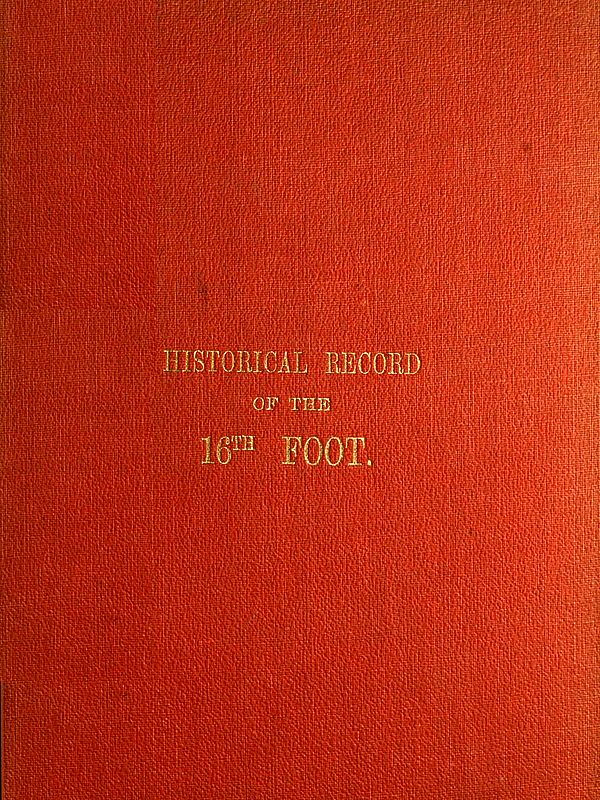 HISTORICAL RECORD
OF THE
16TH FOOT.